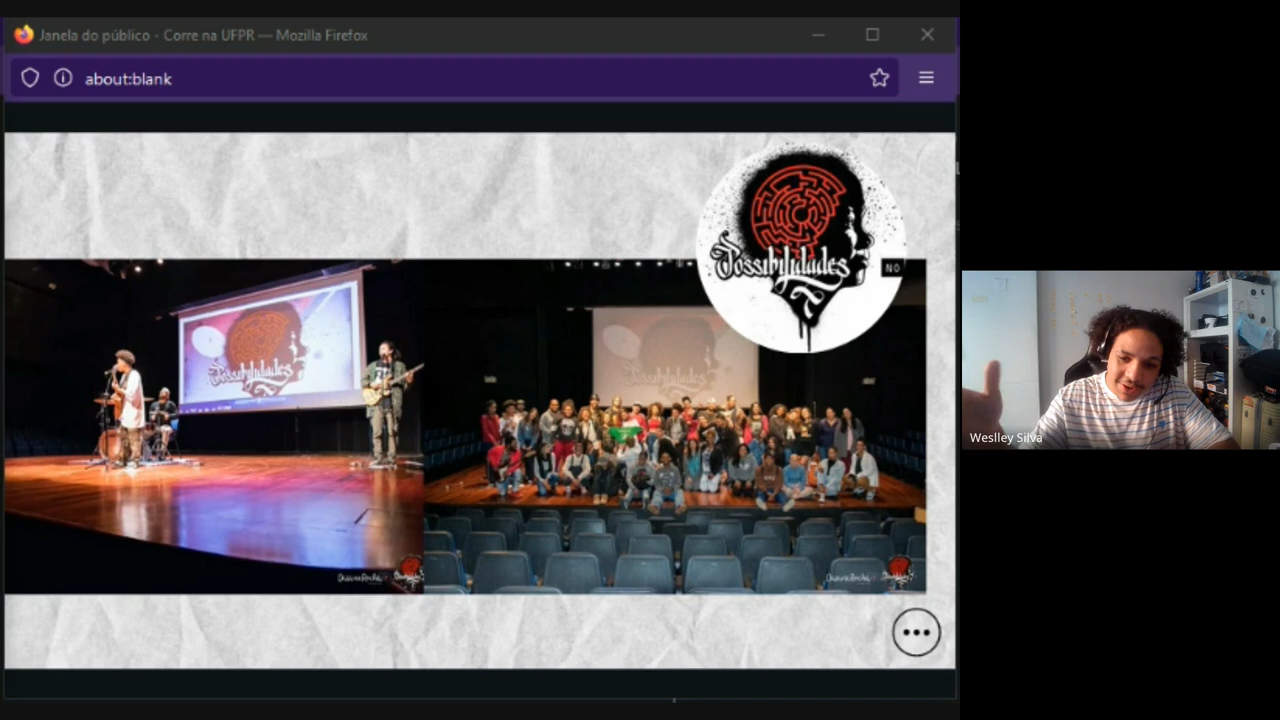 Janela do público - Corre na UFPR — Mozilla Firefox
about:blank
Possibilidades
NO
Possibilidades
Possibilidades
Weslley Silva